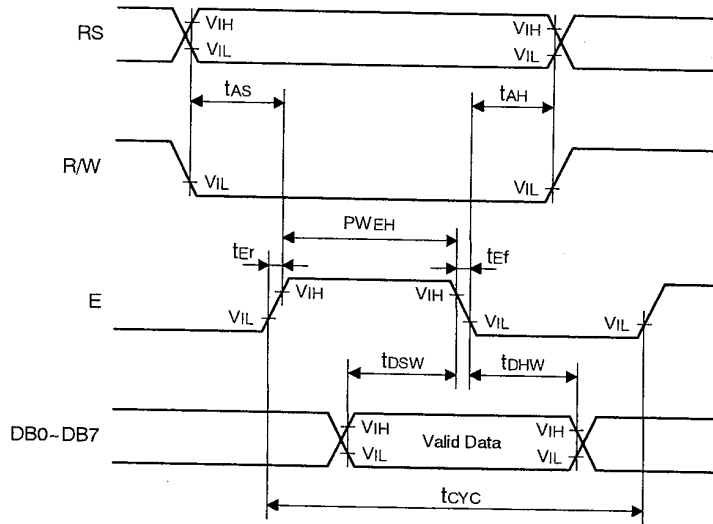 RS
VIH
VIL
VIH
VIL
tAS
tAH
R/W
VIL
VIL
PWEH
tEr
tEf
E
VIH
VIL
VIH
VIL
VIL
tDSW
tDHW
DB0~DB7
VIH
VIL
Valid Data
VIH
VIL
tCYC